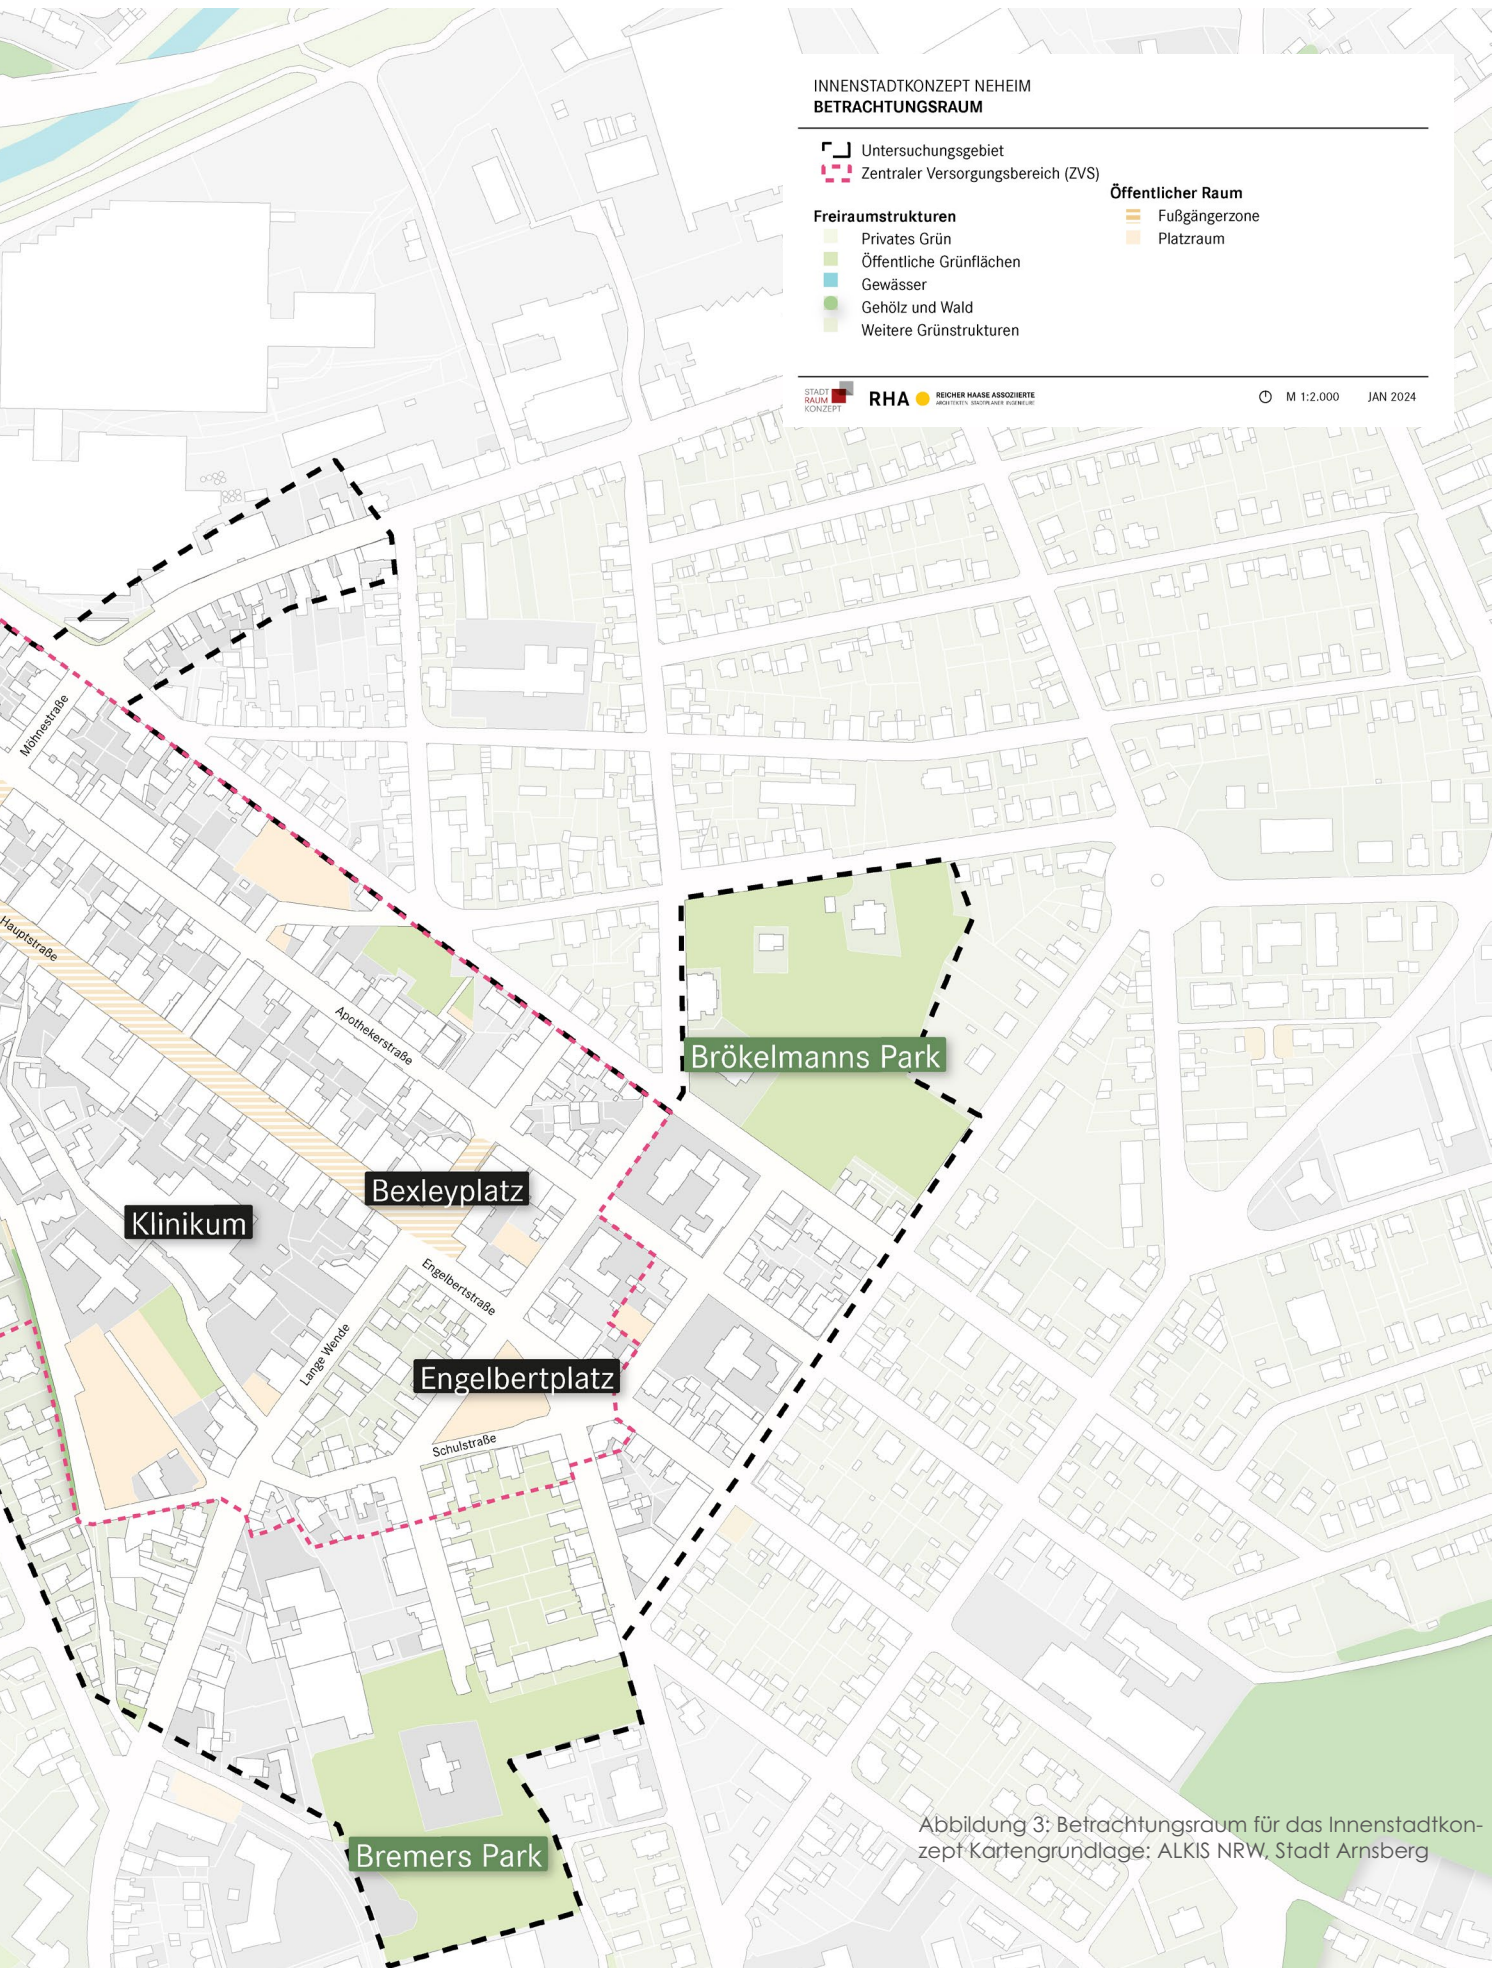 INNENSTADTKONZEPT NEHEIM
BETRACHTUNGSRAUM
Untersuchungsgebiet
Zentraler Versorgungsbereich (ZVS)
Freiraumstrukturen
Privates Grün
Öffentliche Grünflächen
Gewässer
Gehölz und Wald
Weitere Grünstrukturen
Öffentlicher Raum
Fußgängerzone
Platzraum
STADT
RAUM
KONZEPT
RHA
REICHER HAASE ASSOZIIERTE
ARCHITEKTEN STADTPLANER INGENIEURE
M 1:2.000
JAN 2024
Möhnestraße
Hauptstraße
Apothekerstraße
Brökelmanns Park
Bexleyplatz
Klinikum
Engelbertstraße
Lange Wende
Engelbertplatz
Schulstraße
Bremers Park
Abbildung 3: Betrachtungsraum für das Innenstadtkon-
zept Kartengrundlage: ALKIS NRW, Stadt Arnsberg